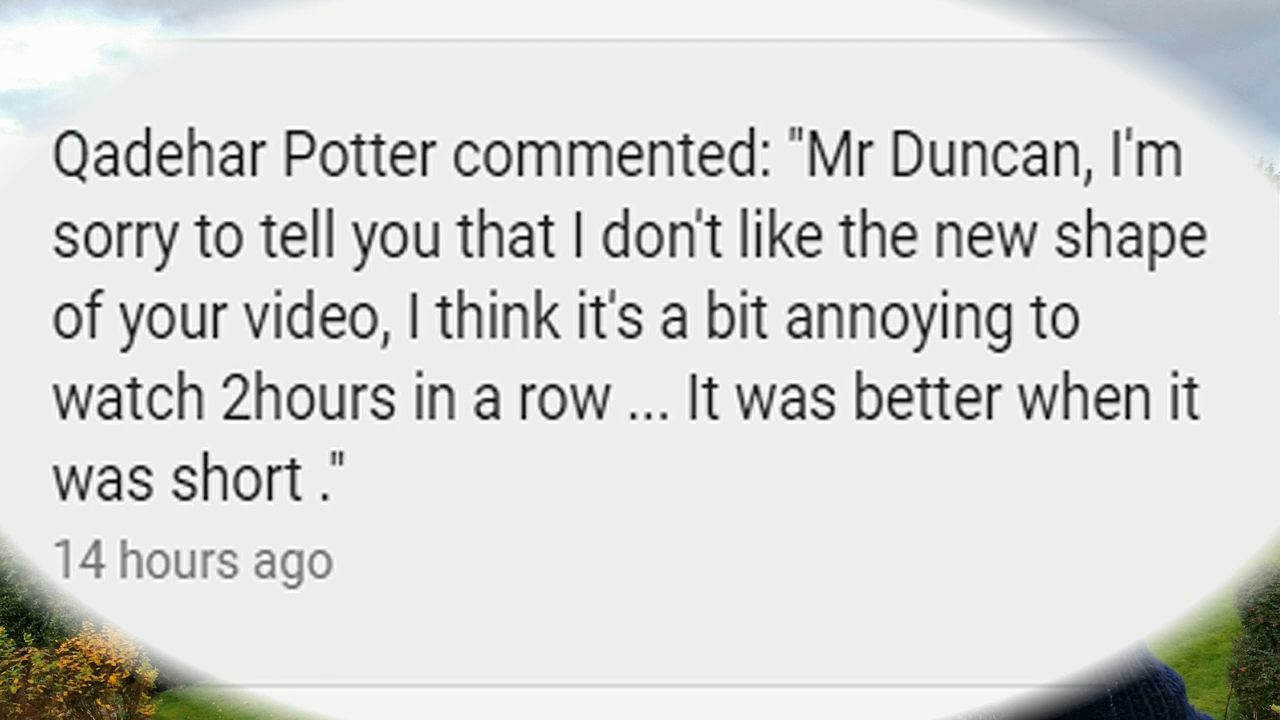 Qadehar Potter commented: "Mr Duncan, I'm
sorry to tell you that I don't like the new shape
of your video, I think it's a bit annoying to
watch 2hours in a row ... It was better when it
was short ."
14 hours ago